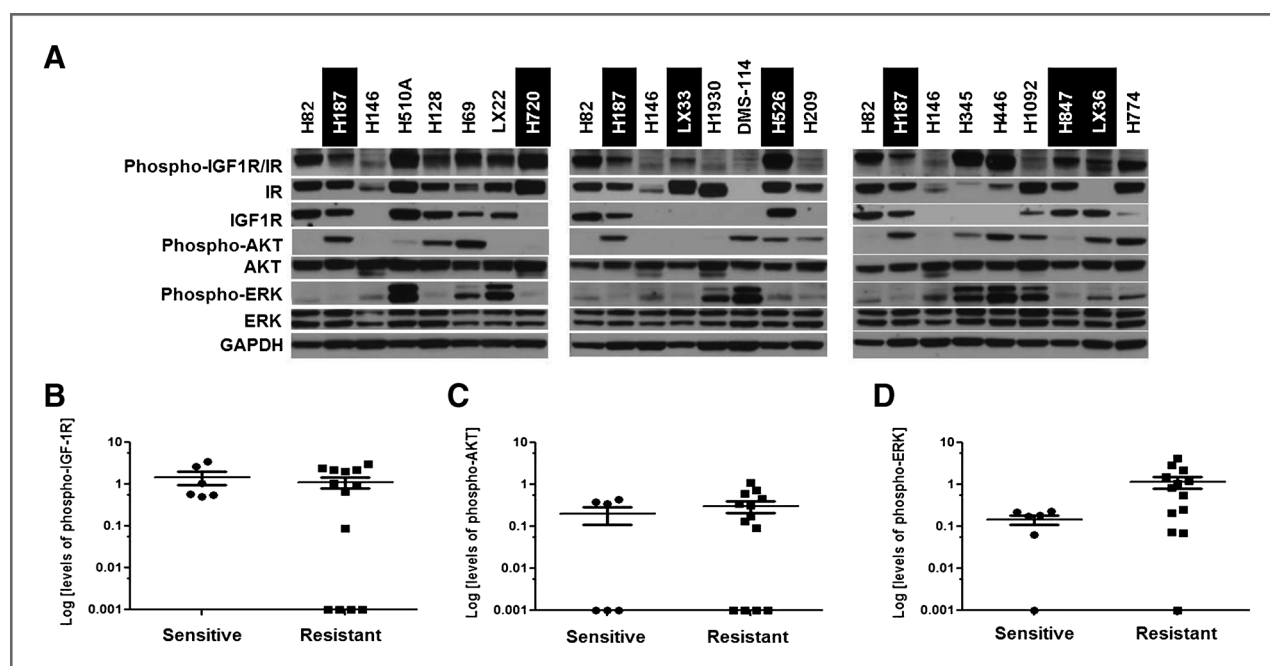 A
H82 H187 H146 H510A H128 H69 LX22 H720
H82 H187 H146 LX33 H1930 DMS-114 H526 H209
H82 H187 H146 H345 H446 H1092 H847 LX36 H774
Phospho-IGF1R/IR
IR
IGF1R
Phospho-AKT
AKT
Phospho-ERK
ERK
GAPDH
B
Log [levels of phospho-IGF-1R]
10
1
0.1
0.01
0.001
Sensitive Resistant
C
Log [levels of phospho-AKT]
10
1
0.1
0.01
0.001
Sensitive Resistant
D
Log [levels of phospho-ERK]
10
1
0.1
0.01
0.001
Sensitive Resistant